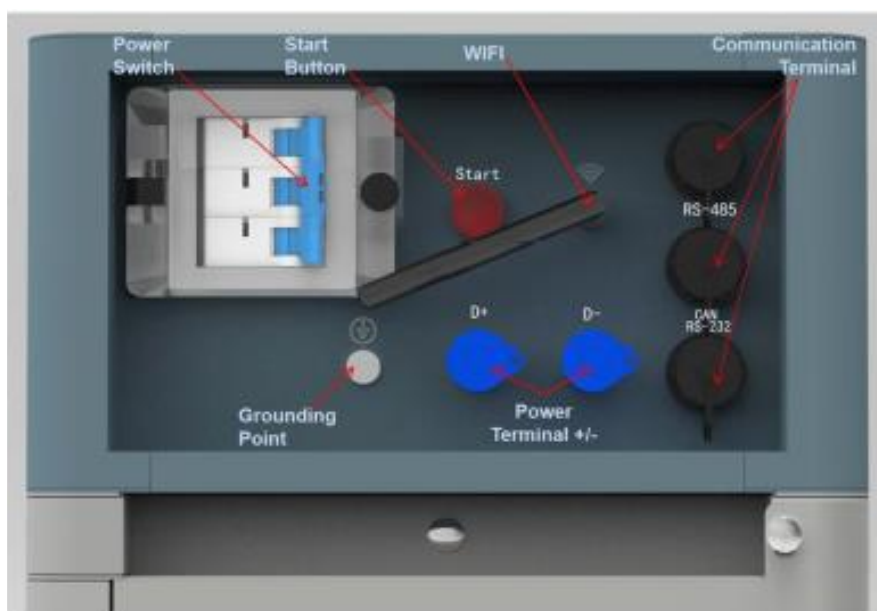 Power
Switch
Start
Button
WIFI
Communication
Terminal
Start
RS-485
D+
D-
CAN
RS-232
Grounding
Point
Power
Terminal +/-